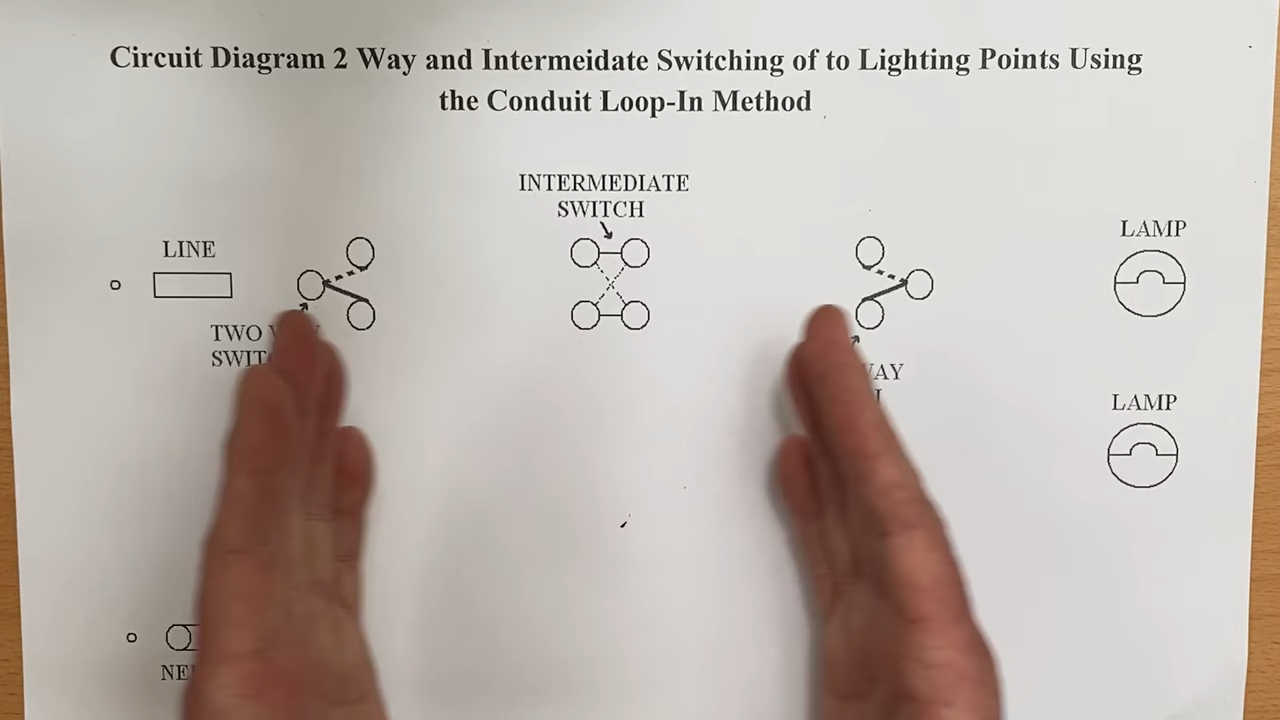 Circuit Diagram 2 Way and Intermeidate Switching of to Lighting Points Using
the Conduit Loop-In Method
INTERMEDIATE
SWITCH
LINE
LAMP
TWO
LAMP